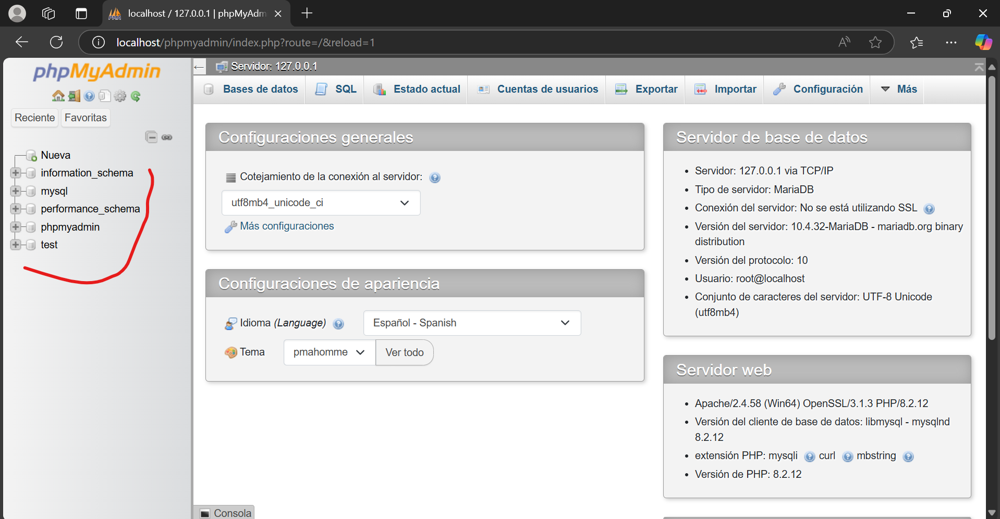 localhost / 127.0.0.1 | phpMyAdm
localhost/phpmyadmin/index.php?route=/&reload=1
phpMyAdmin
Reciente
Favoritas
Nueva
information_schema
mysql
performance_schema
phpmyadmin
test
Servidor: 127.0.0.1
Bases de datos
SQL
Estado actual
Cuentas de usuarios
Exportar
Importar
Configuración
Más
Configuraciones generales
Cotejamiento de la conexión al servidor:
utf8mb4_unicode_ci
Más configuraciones
Configuraciones de apariencia
Idioma (Language)
Español - Spanish
Tema
pmahomme
Ver todo
Servidor de base de datos
Servidor: 127.0.0.1 via TCP/IP
Tipo de servidor: MariaDB
Conexión del servidor: No se está utilizando SSL
Versión del servidor: 10.4.32-MariaDB - mariadb.org binary
distribution
Versión del protocolo: 10
Usuario: root@localhost
Conjunto de caracteres del servidor: UTF-8 Unicode
(utf8mb4)
Servidor web
Apache/2.4.58 (Win64) OpenSSL/3.1.3 PHP/8.2.12
Versión del cliente de base de datos: libmysql - mysqlnd
8.2.12
extensión PHP: mysqli curl mbstring
Versión de PHP: 8.2.12
Consola